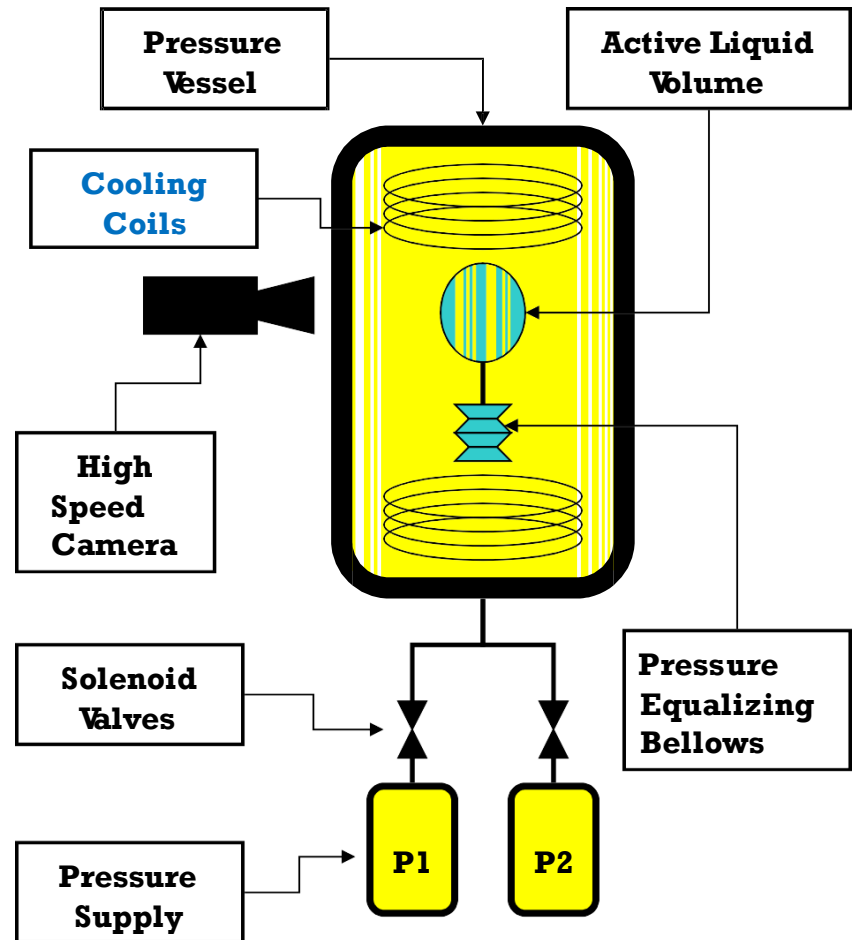 Pressure
Vessel
Active Liquid
Volume
Cooling
Coils
High
Speed
Camera
Solenoid
Valves
Pressure
Equalizing
Bellows
Pressure
Supply
P1
P2